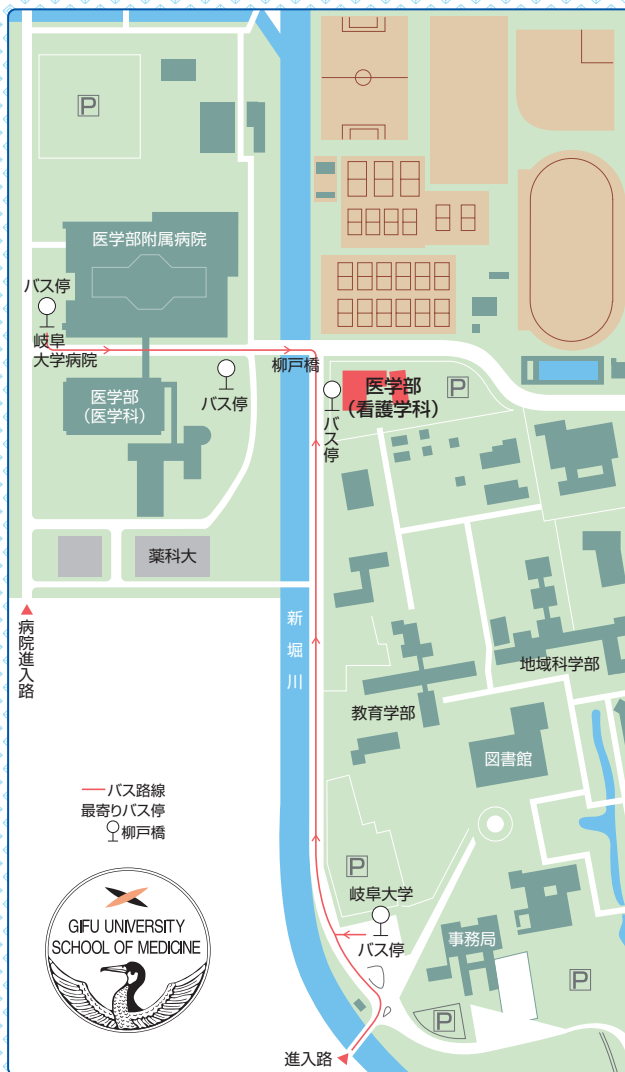 P
医学部附属病院
バス停
岐阜
大学病院
柳戸橋
バス停
医学部
(医学科)
医学部
(看護学科)
P
バス停
薬科大
病院進入路
新堀川
地域科学部
教育学部
図書館
バス路線
最寄りバス停
柳戸橋
P
岐阜大学
バス停
事務局
P
P
進入路
GIFU UNIVERSITY
SCHOOL OF MEDICINE